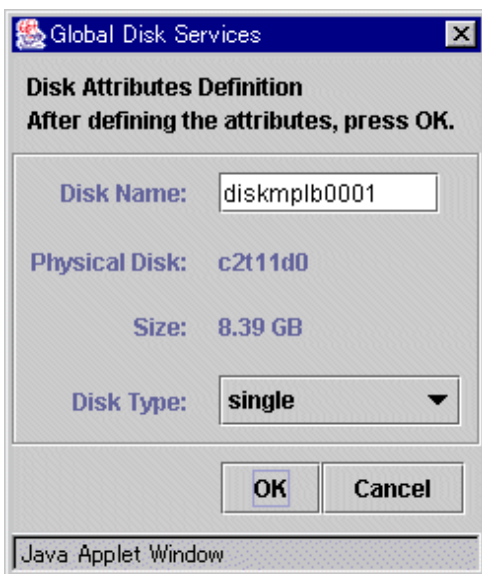 Global Disk Services
Disk Attributes Definition
After defining the attributes, press OK.
Disk Name: diskmplb0001
Physical Disk: c2t11d0
Size: 8.39 GB
Disk Type: single
OK Cancel
Java Applet Window